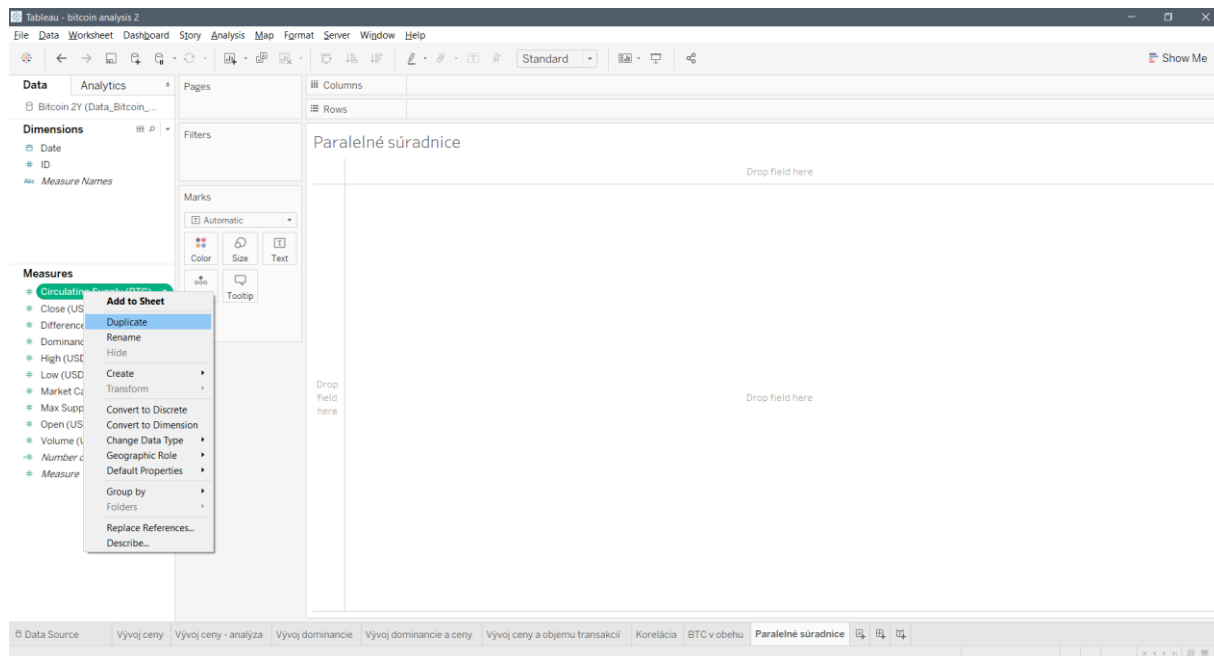 Tableau - bitcoin analysis 2
File Data Worksheet Dashboard Story Analysis Map Format Server Window Help
Standard
Show Me
Data Analytics
Bitcoin 2Y (Data_Bitcoin_...
Dimensions
Date
ID
Abc Measure Names
Measures
Circulating Supply (BTC)
Close (US
Difference
Dominanc
High (USD
Low (USD
Market Ca
Max Supp
Open (US
Volume (U
Number o
Measure
Add to Sheet
Duplicate
Rename
Hide
Create
Transform
Convert to Discrete
Convert to Dimension
Change Data Type
Geographic Role
Default Properties
Group by
Folders
Replace References...
Describe...
Pages
Filters
Marks
Automatic
Color Size Text
Tooltip
Columns
Rows
Paralelné súradnice
Drop field here
Drop
field
here
Drop field here
Data Source Vývoj ceny Vývoj ceny - analýza Vývoj dominancie Vývoj dominancie a ceny Vývoj ceny a objemu transakcií Korelácia BTC v obehu Paralelné súradnice